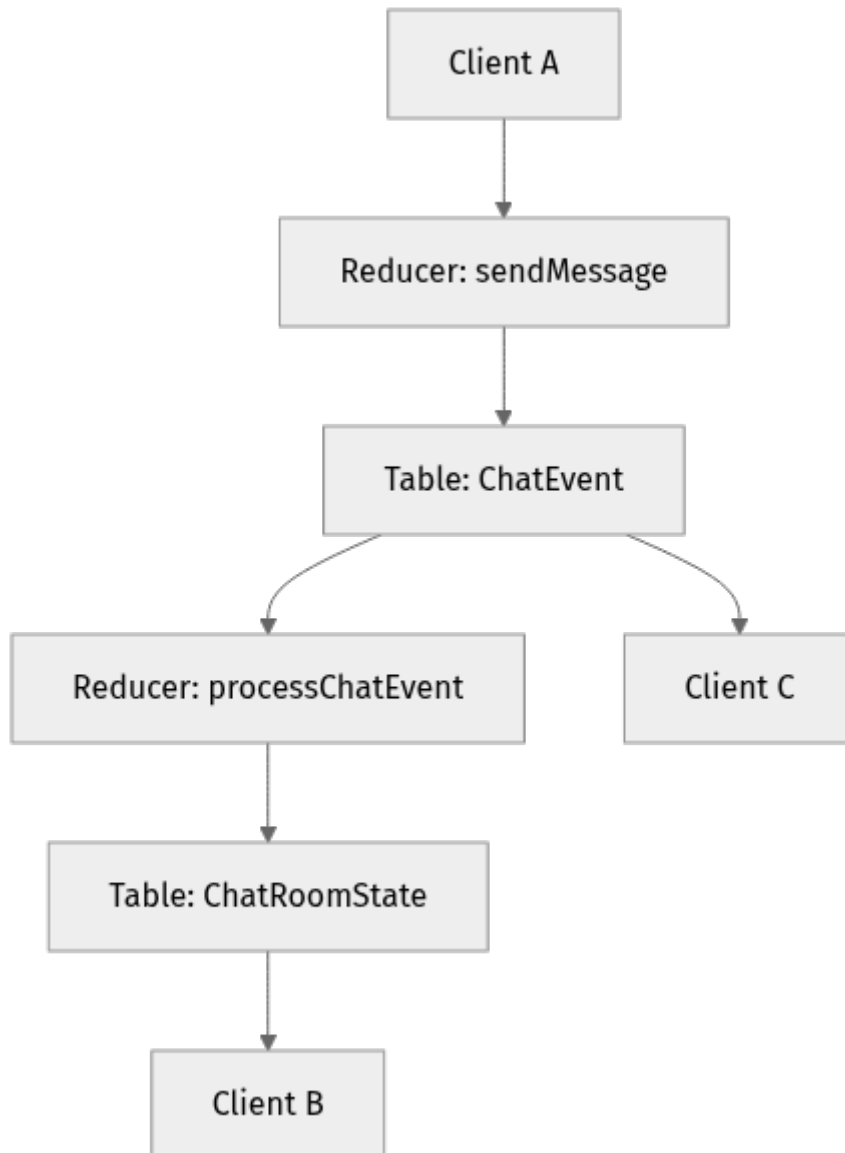 Client A
Reducer: sendMessage
Table: ChatEvent
Reducer: processChatEvent
Client C
Table: ChatRoomState
Client B